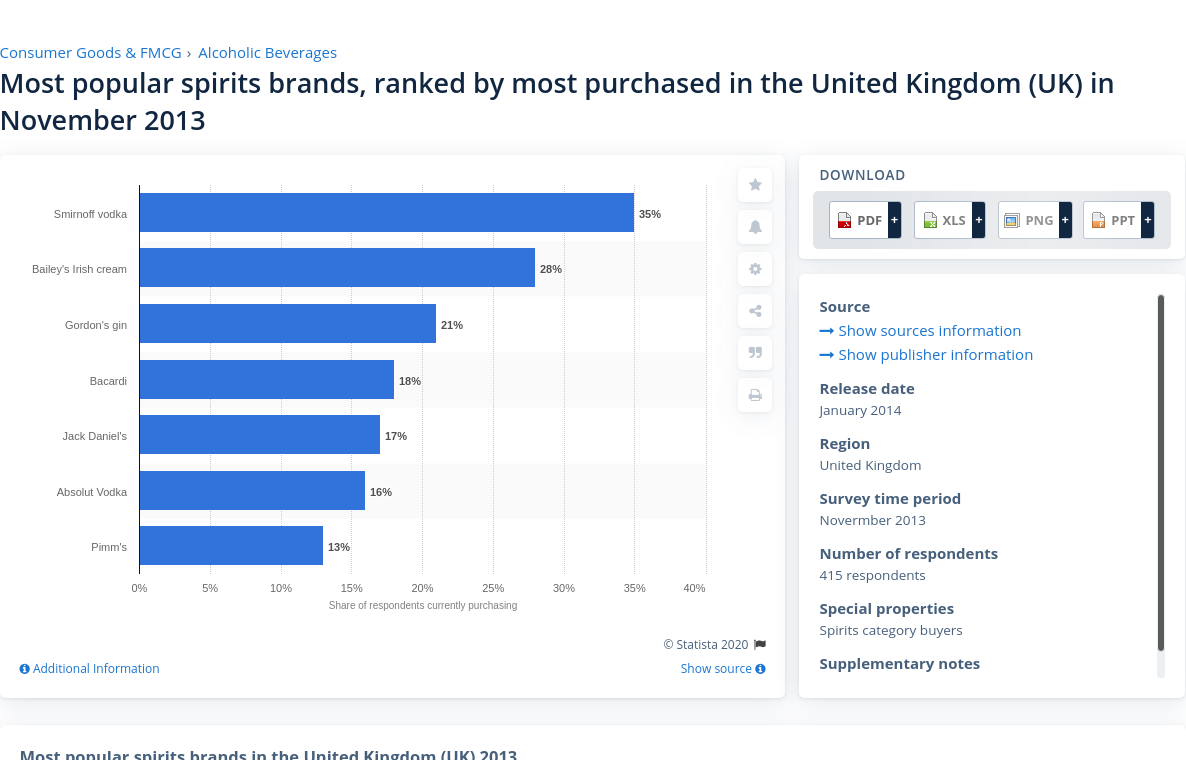 Consumer Goods & FMCG › Alcoholic Beverages
Most popular spirits brands, ranked by most purchased in the United Kingdom (UK) in
November 2013
Smirnoff vodka 35%
Bailey's Irish cream 28%
Gordon's gin 21%
Bacardi 18%
Jack Daniel's 17%
Absolut Vodka 16%
Pimm's 13%
0% 5% 10% 15% 20% 25% 30% 35% 40%
Share of respondents currently purchasing
© Statista 2020
Additional Information Show source
DOWNLOAD
PDF + XLS + PNG + PPT +
Source
Show sources information
Show publisher information
Release date
January 2014
Region
United Kingdom
Survey time period
Novermber 2013
Number of respondents
415 respondents
Special properties
Spirits category buyers
Supplementary notes
Most popular spirits brands in the United Kingdom (UK) 2013